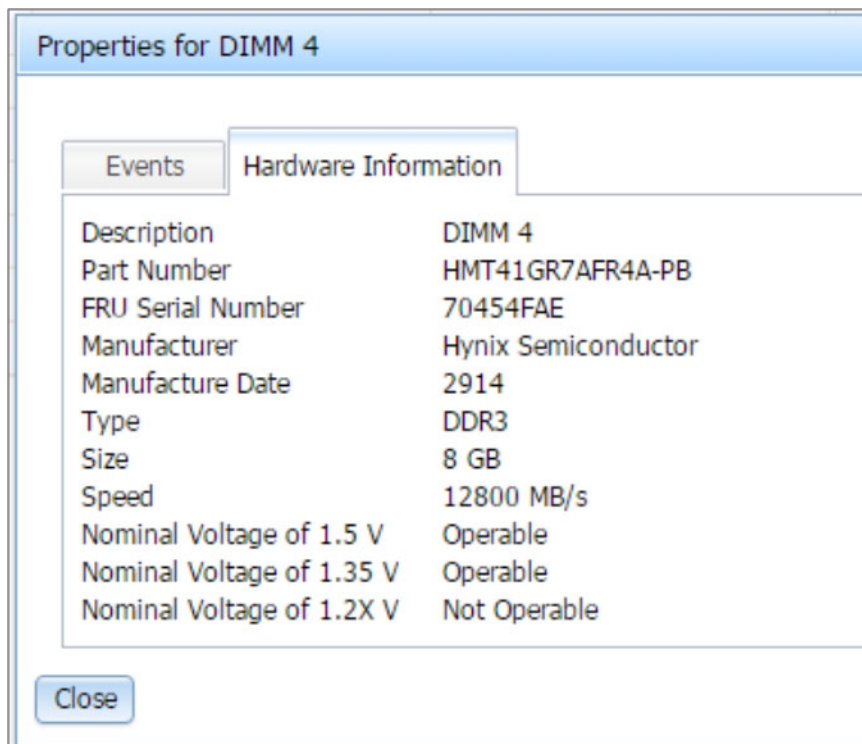 Properties for DIMM 4
Events Hardware Information
Description DIMM 4
Part Number HMT41GR7AFR4A-PB
FRU Serial Number 70454FAE
Manufacturer Hynix Semiconductor
Manufacture Date 2914
Type DDR3
Size 8 GB
Speed 12800 MB/s
Nominal Voltage of 1.5 V Operable
Nominal Voltage of 1.35 V Operable
Nominal Voltage of 1.2X V Not Operable
Close